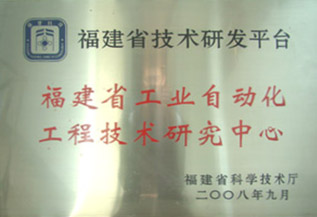 福建省技术研发平台
福建省工业自动化
工程技术研究中心
福建省科学技术厅
二〇〇八年九月